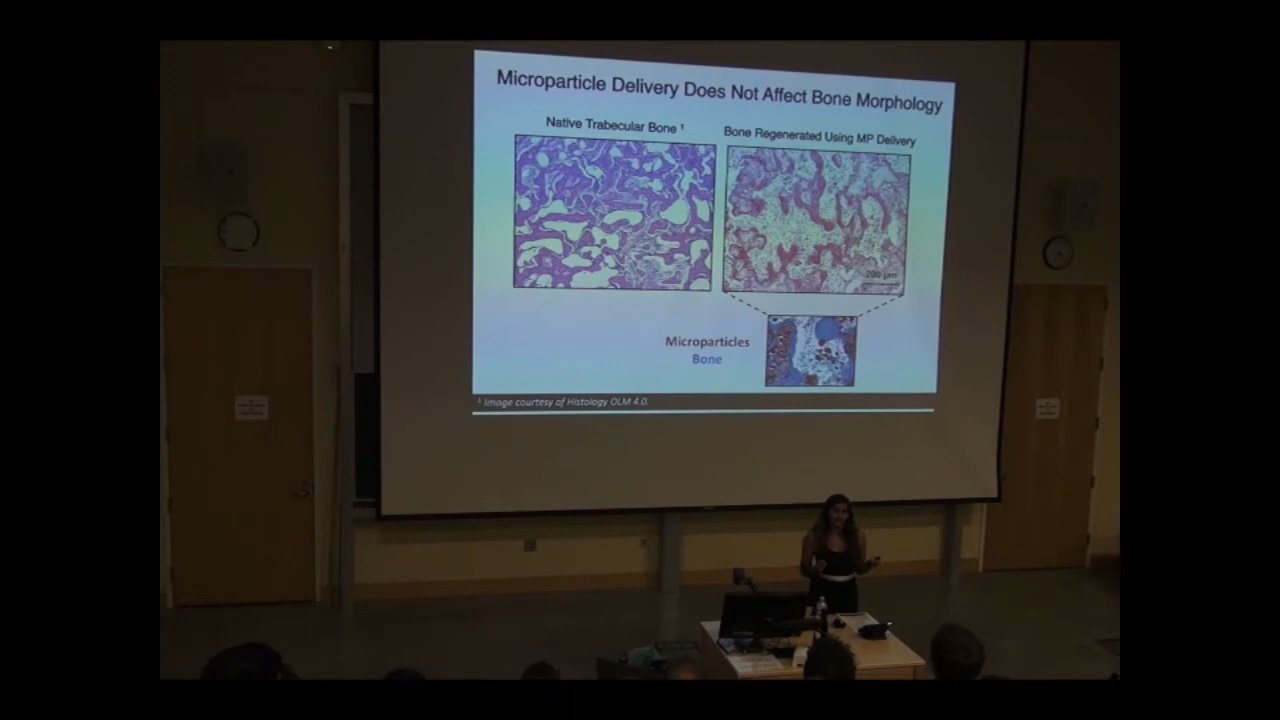 Microparticle Delivery Does Not Affect Bone Morphology
Native Trabecular Bone ¹
Bone Regenerated Using MP Delivery
200 μm
Microparticles
Bone
¹ Image courtesy of Histology OLM 4.0.